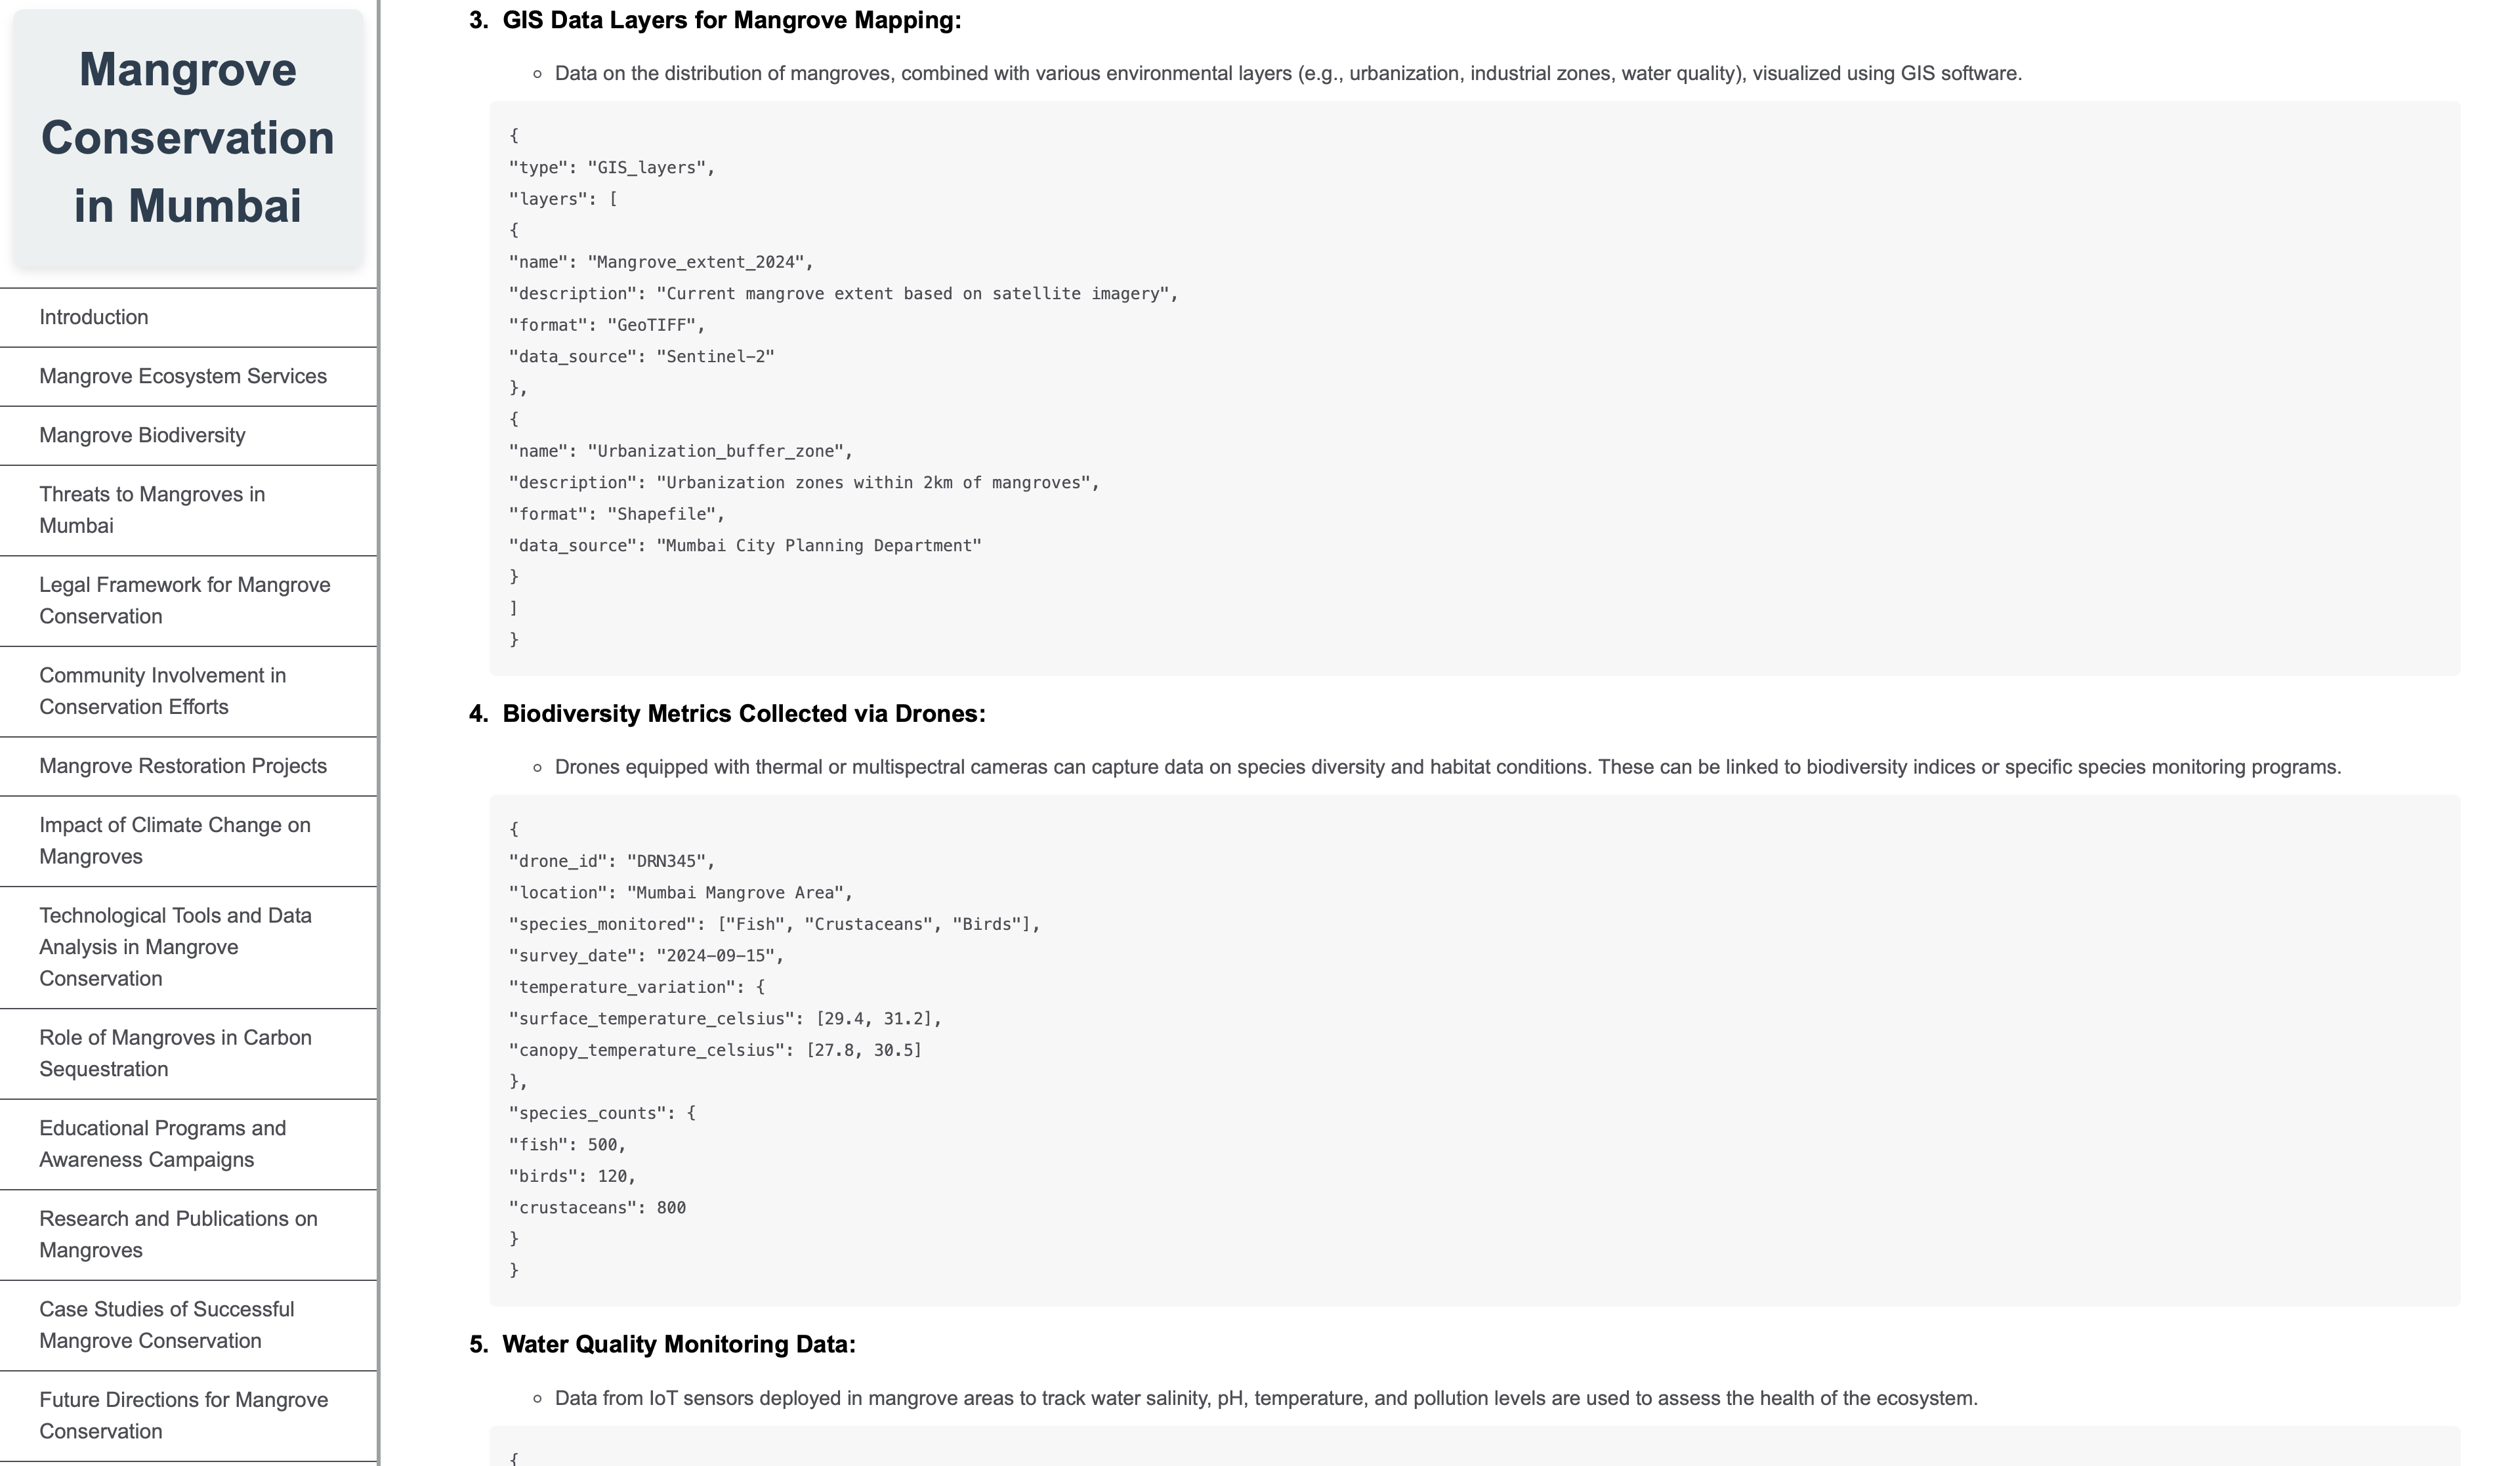 Mangrove
Conservation
in Mumbai
Introduction
Mangrove Ecosystem Services
Mangrove Biodiversity
Threats to Mangroves in
Mumbai
Legal Framework for Mangrove
Conservation
Community Involvement in
Conservation Efforts
Mangrove Restoration Projects
Impact of Climate Change on
Mangroves
Technological Tools and Data
Analysis in Mangrove
Conservation
Role of Mangroves in Carbon
Sequestration
Educational Programs and
Awareness Campaigns
Research and Publications on
Mangroves
Case Studies of Successful
Mangrove Conservation
Future Directions for Mangrove
Conservation
3. GIS Data Layers for Mangrove Mapping:
Data on the distribution of mangroves, combined with various environmental layers (e.g., urbanization, industrial zones, water quality), visualized using GIS software.
{
"type": "GIS_layers",
"layers": [
{
"name": "Mangrove_extent_2024",
"description": "Current mangrove extent based on satellite imagery",
"format": "GeoTIFF",
"data_source": "Sentinel-2"
},
{
"name": "Urbanization_buffer_zone",
"description": "Urbanization zones within 2km of mangroves",
"format": "Shapefile",
"data_source": "Mumbai City Planning Department"
}
]
}
4. Biodiversity Metrics Collected via Drones:
Drones equipped with thermal or multispectral cameras can capture data on species diversity and habitat conditions. These can be linked to biodiversity indices or specific species monitoring programs.
{
"drone_id": "DRN345",
"location": "Mumbai Mangrove Area",
"species_monitored": ["Fish", "Crustaceans", "Birds"],
"survey_date": "2024-09-15",
"temperature_variation": {
"surface_temperature_celsius": [29.4, 31.2],
"canopy_temperature_celsius": [27.8, 30.5]
},
"species_counts": {
"fish": 500,
"birds": 120,
"crustaceans": 800
}
}
5. Water Quality Monitoring Data:
Data from IoT sensors deployed in mangrove areas to track water salinity, pH, temperature, and pollution levels are used to assess the health of the ecosystem.
{